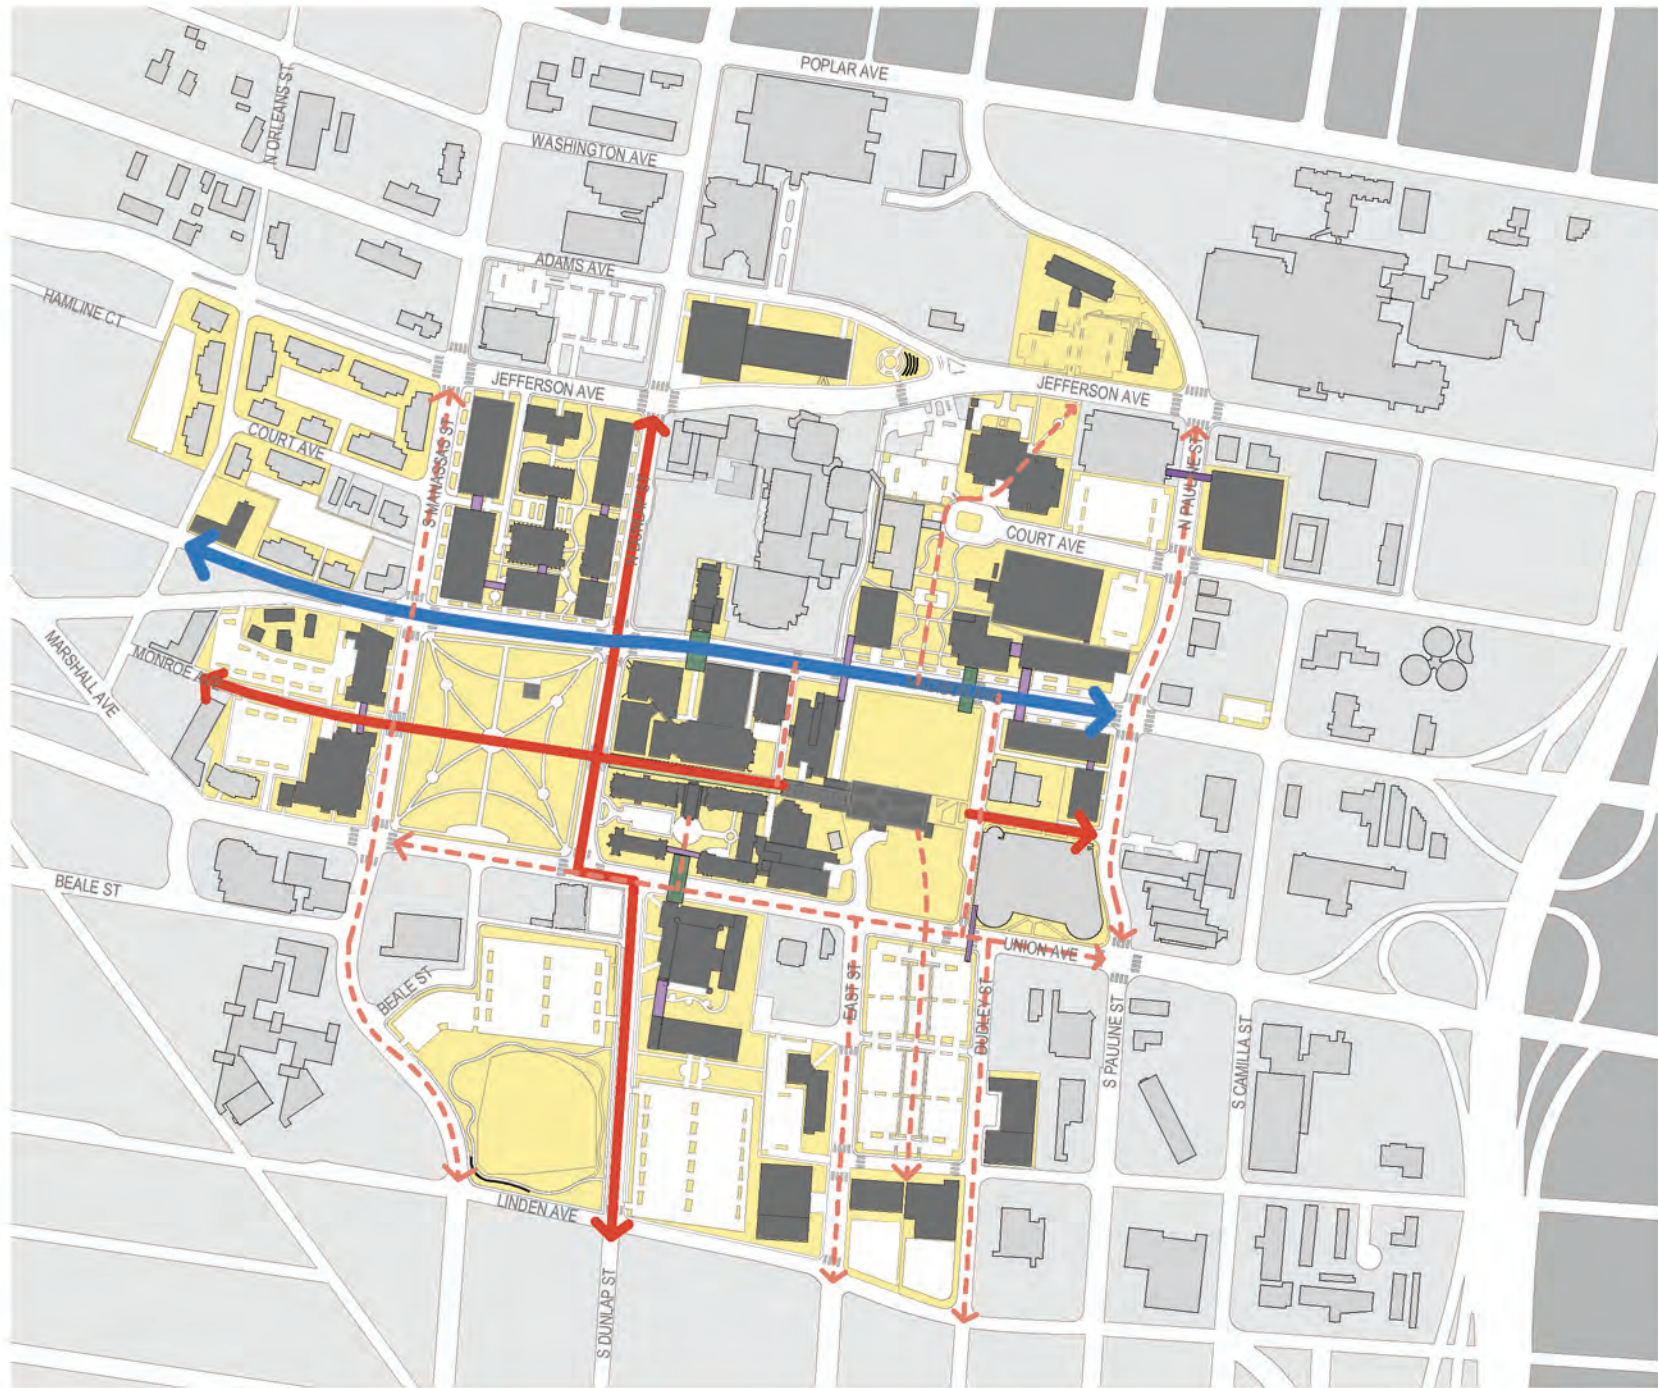 POPLAR AVE
N ORLEANS ST
WASHINGTON AVE
ADAMS AVE
HAMLINE CT
JEFFERSON AVE
JEFFERSON AVE
COURT AVE
S MANASSAS ST
N DUNLAP ST
N PAULINE ST
COURT AVE
MARSHALL AVE
MONROE AVE
BEALE ST
UNION AVE
BEALE ST
EAST ST
DUDLEY ST
S PAULINE ST
S CAMILLA ST
LINDEN AVE
S DUNLAP ST